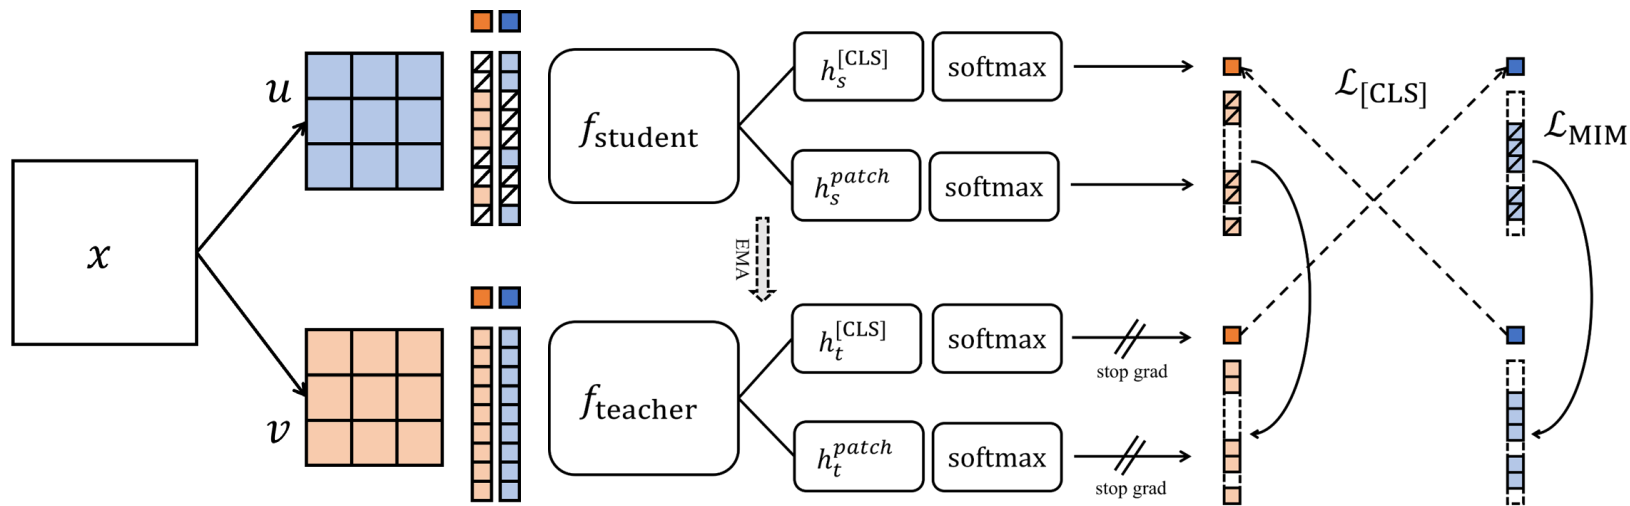 x
u
v
f_student
h_s^[CLS]
softmax
h_s^patch
softmax
EMA
f_teacher
h_t^[CLS]
softmax
stop grad
h_t^patch
softmax
stop grad
ℒ_[CLS]
ℒ_MIM